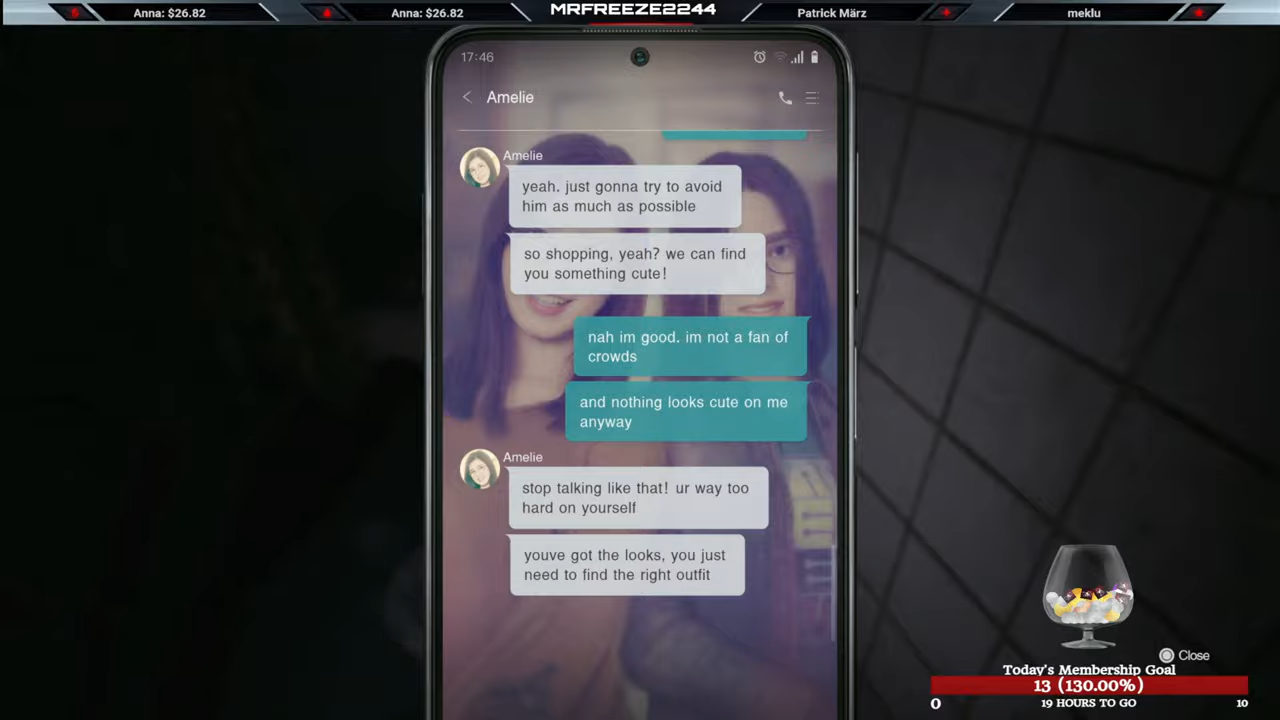 Anna: $26.82
Anna: $26.82
MRFREEZE2244
Patrick März
meklu
17:46
Amelie
Amelie
yeah. just gonna try to avoid
him as much as possible
so shopping, yeah? we can find
you something cute!
nah im good. im not a fan of
crowds
and nothing looks cute on me
anyway
Amelie
stop talking like that! ur way too
hard on yourself
youve got the looks, you just
need to find the right outfit
Close
Today's Membership Goal
13 (130.00%)
0
19 HOURS TO GO
10